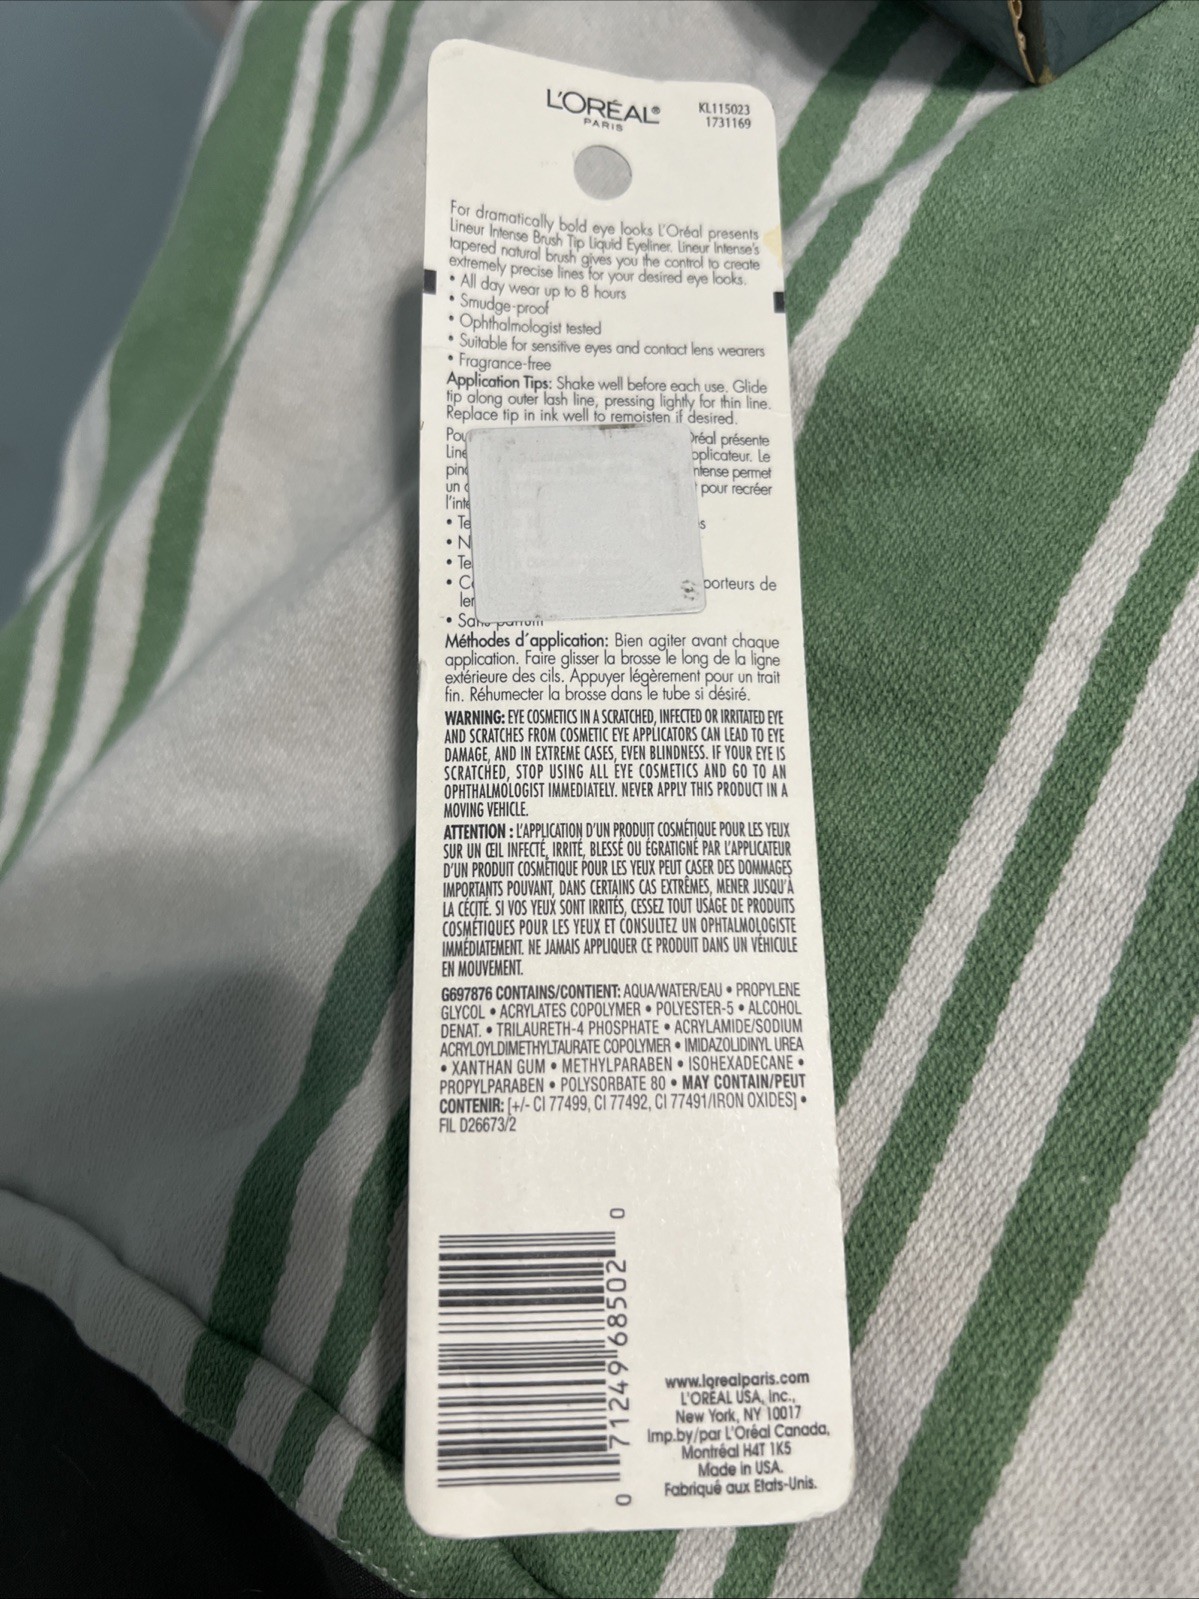 L'ORÉAL®
PARIS
KL115023
1731169
For dramatically bold eye looks L'Oréal presents
Lineur Intense Brush Tip Liquid Eyeliner. Lineur Intense's
tapered natural brush gives you the control to create
extremely precise lines for your desired eye looks.
• All day wear up to 8 hours
• Smudge-proof
• Ophthalmologist tested
• Suitable for sensitive eyes and contact lens wearers
• Fragrance-free
Application Tips: Shake well before each use. Glide
tip along outer lash line, pressing lightly for thin line.
Replace tip in ink well to remoisten if desired.
présente
Le
permet
un pour recréer
•
•
•
• porteurs de
• Sans parfum
Méthodes d'application: Bien agiter avant chaque
application. Faire glisser la brosse le long de la ligne
extérieure des cils. Appuyer légèrement pour un trait
fin. Réhumecter la brosse dans le tube si désiré.
WARNING: EYE COSMETICS IN A SCRATCHED, INFECTED OR IRRITATED EYE
AND SCRATCHES FROM COSMETIC EYE APPLICATORS CAN LEAD TO EYE
DAMAGE, AND IN EXTREME CASES, EVEN BLINDNESS. IF YOUR EYE IS
SCRATCHED, STOP USING ALL EYE COSMETICS AND GO TO AN
OPHTHALMOLOGIST IMMEDIATELY. NEVER APPLY THIS PRODUCT IN A
MOVING VEHICLE.
ATTENTION : L'APPLICATION D'UN PRODUIT COSMÉTIQUE POUR LES YEUX
SUR UN ŒIL INFECTÉ, IRRITÉ, BLESSÉ OU ÉGRATIGNÉ PAR L'APPLICATEUR
D'UN PRODUIT COSMÉTIQUE POUR LES YEUX PEUT CASER DES DOMMAGES
IMPORTANTS POUVANT, DANS CERTAINS CAS EXTRÊMES, MENER JUSQU'À
LA CÉCITÉ. SI VOS YEUX SONT IRRITÉS, CESSEZ TOUT USAGE DE PRODUITS
COSMÉTIQUES POUR LES YEUX ET CONSULTEZ UN OPHTALMOLOGISTE
IMMÉDIATEMENT. NE JAMAIS APPLIQUER CE PRODUIT DANS UN VÉHICULE
EN MOUVEMENT.
G697876 CONTAINS/CONTIENT: AQUA/WATER/EAU • PROPYLENE
GLYCOL • ACRYLATES COPOLYMER • POLYESTER-5 • ALCOHOL
DENAT. • TRILAURETH-4 PHOSPHATE • ACRYLAMIDE/SODIUM
ACRYLOYLDIMETHYLTAURATE COPOLYMER • IMIDAZOLIDINYL UREA
• XANTHAN GUM • METHYLPARABEN • ISOHEXADECANE •
PROPYLPARABEN • POLYSORBATE 80 • MAY CONTAIN/PEUT
CONTENIR: [+/- CI 77499, CI 77492, CI 77491/IRON OXIDES] •
FIL D26673/2
0 71249 68502 0
www.lorealparis.com
L'ORÉAL USA, Inc.,
New York, NY 10017
Imp.by/par L'Oréal Canada,
Montréal H4T 1K5
Made in USA.
Fabriqué aux Etats-Unis.